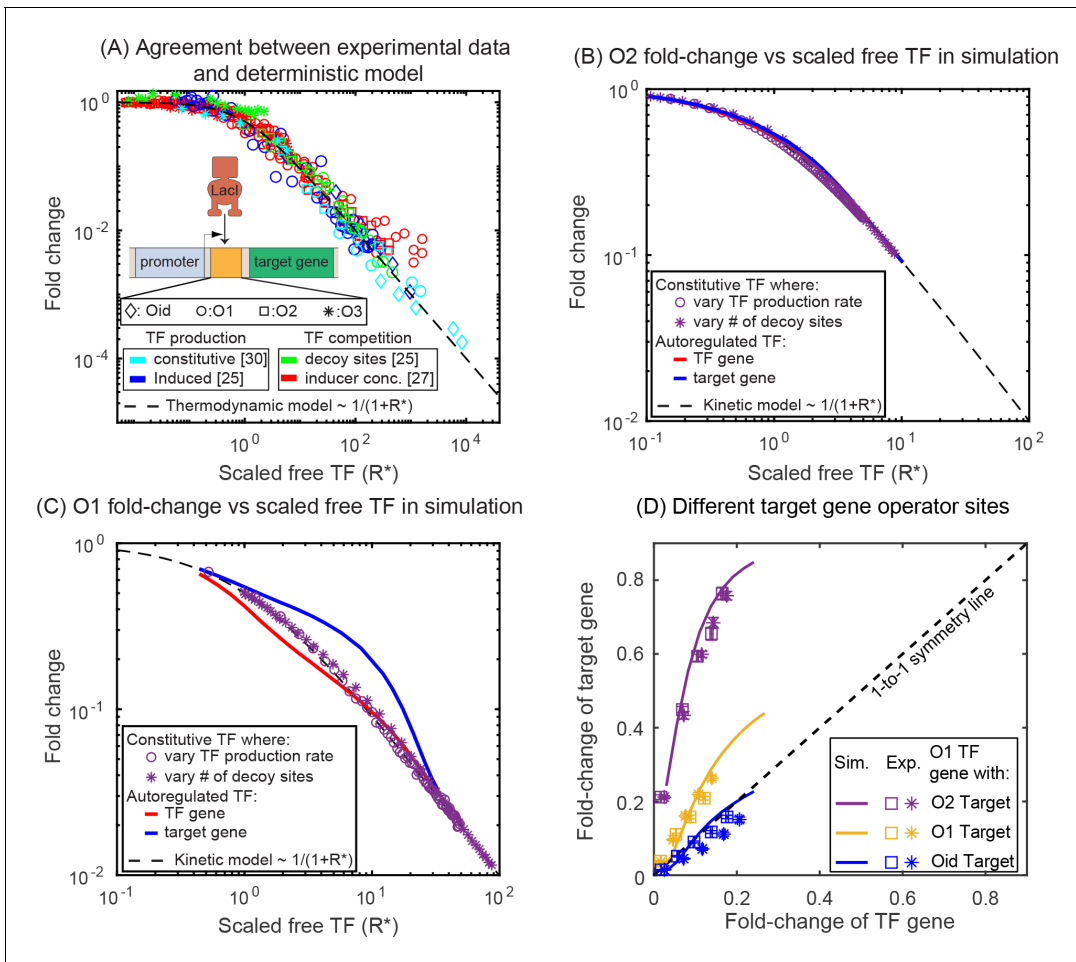 (A) Agreement between experimental data
and deterministic model
Fold change
10^0
10^-2
10^-4
LacI
promoter
target gene
◇: Oid ○:O1 □:O2 ✳:O3
TF production
constitutive [30]
Induced [25]
TF competition
decoy sites [25]
inducer conc. [27]
Thermodynamic model ~ 1/(1+R*)
10^0 10^2 10^4
Scaled free TF (R*)
(B) O2 fold-change vs scaled free TF in simulation
Fold change
10^0
10^-1
10^-2
Constitutive TF where:
vary TF production rate
vary # of decoy sites
Autoregulated TF:
TF gene
target gene
Kinetic model ~ 1/(1+R*)
10^-1 10^0 10^1 10^2
Scaled free TF (R*)
(C) O1 fold-change vs scaled free TF in simulation
Fold change
10^0
10^-1
10^-2
Constitutive TF where:
vary TF production rate
vary # of decoy sites
Autoregulated TF:
TF gene
target gene
Kinetic model ~ 1/(1+R*)
10^-1 10^0 10^1 10^2
Scaled free TF (R*)
(D) Different target gene operator sites
Fold-change of target gene
0.8
0.6
0.4
0.2
0
1-to-1 symmetry line
Sim. Exp. O1 TF
gene with:
O2 Target
O1 Target
Oid Target
0 0.2 0.4 0.6 0.8
Fold-change of TF gene